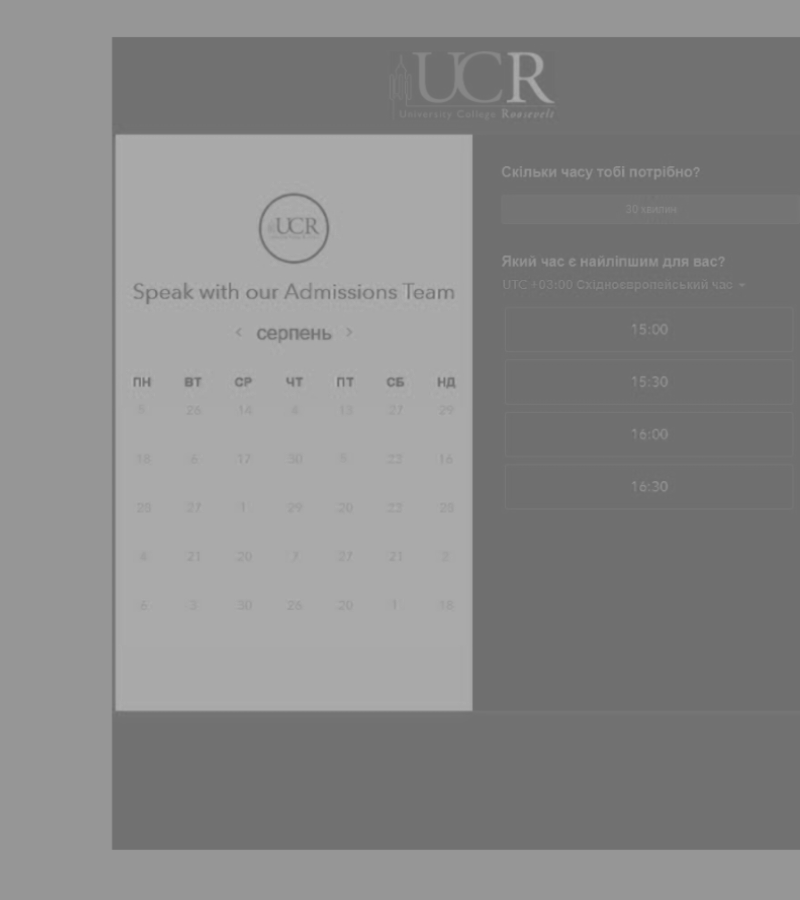 UCR
University College Roosevelt
UCR
Speak with our Admissions Team
< серпень >
ПН ВТ СР ЧТ ПТ СБ НД
5 26 14 4 13 27 29
18 6 17 30 9 23 16
28 27 1 29 20 23 28
4 21 20 7 27 21 2
6 3 30 26 20 1 18
Скільки часу тобі потрібно?
30 хвилин
Який час є найліпшим для вас?
UTC +03:00 Східноєвропейський час
15:00
15:30
16:00
16:30